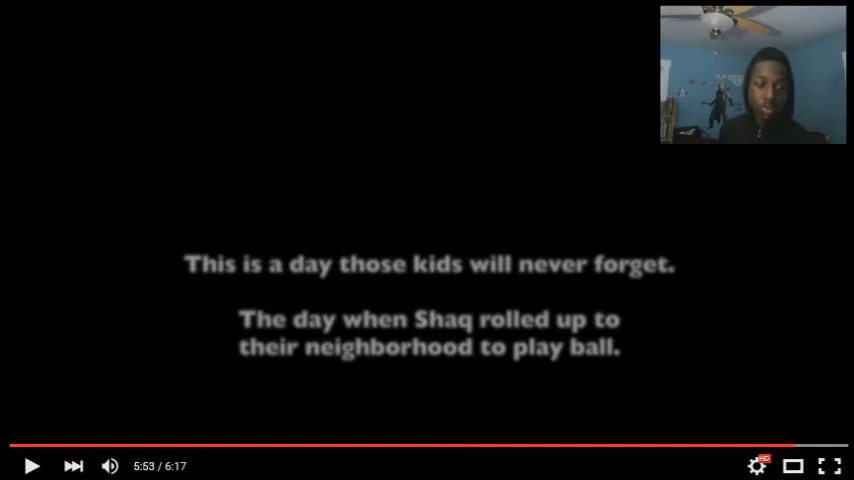 This is a day those kids will never forget.
The day when Shaq rolled up to
their neighborhood to play ball.
5:53 / 6:17
HD